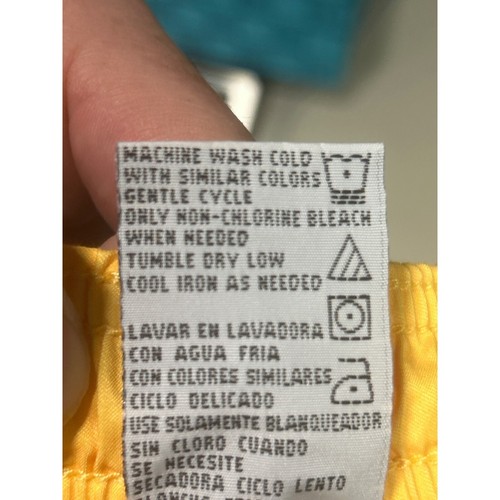 MACHINE WASH COLD
WITH SIMILAR COLORS
GENTLE CYCLE
ONLY NON-CHLORINE BLEACH
WHEN NEEDED
TUMBLE DRY LOW
COOL IRON AS NEEDED
LAVAR EN LAVADORA
CON AGUA FRIA
CON COLORES SIMILARES
CICLO DELICADO
USE SOLAMENTE BLANQUEADOR
SIN CLORO CUANDO
SE NECESITE
SECADORA CICLO LENTO